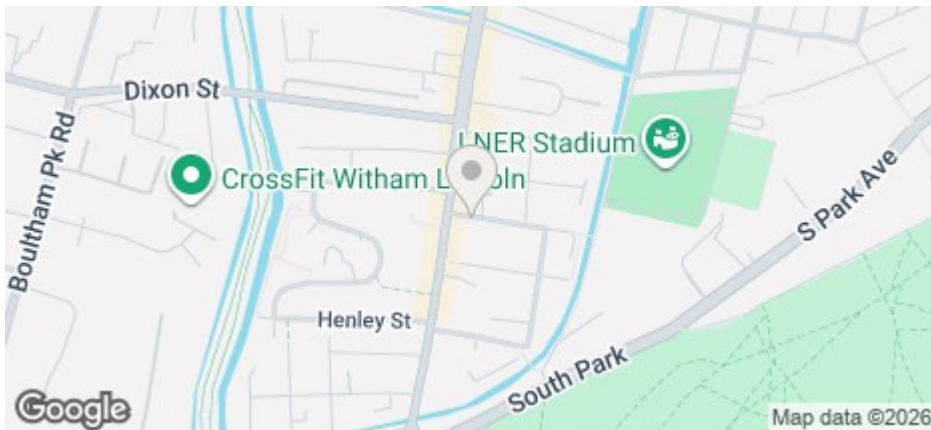 Dixon St
LNER Stadium
CrossFit Witham Lincoln
Boultham Pk Rd
S Park Ave
Henley St
South Park
Google
Map data ©2026